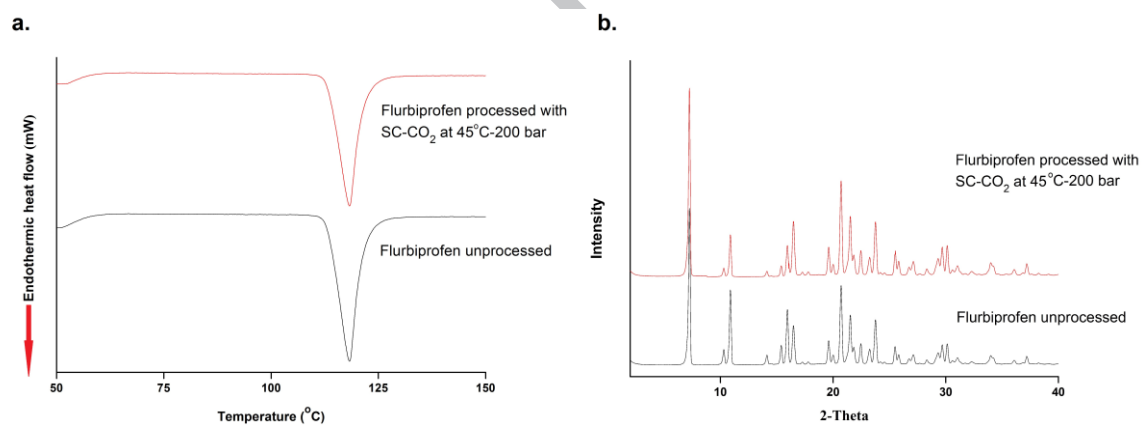 a.
Endothermic heat flow (mW)
Flurbiprofen processed with
SC-CO₂ at 45°C-200 bar
Flurbiprofen unprocessed
50 75 100 125 150
Temperature (°C)
b.
Intensity
Flurbiprofen processed with
SC-CO₂ at 45°C-200 bar
Flurbiprofen unprocessed
10 20 30 40
2-Theta